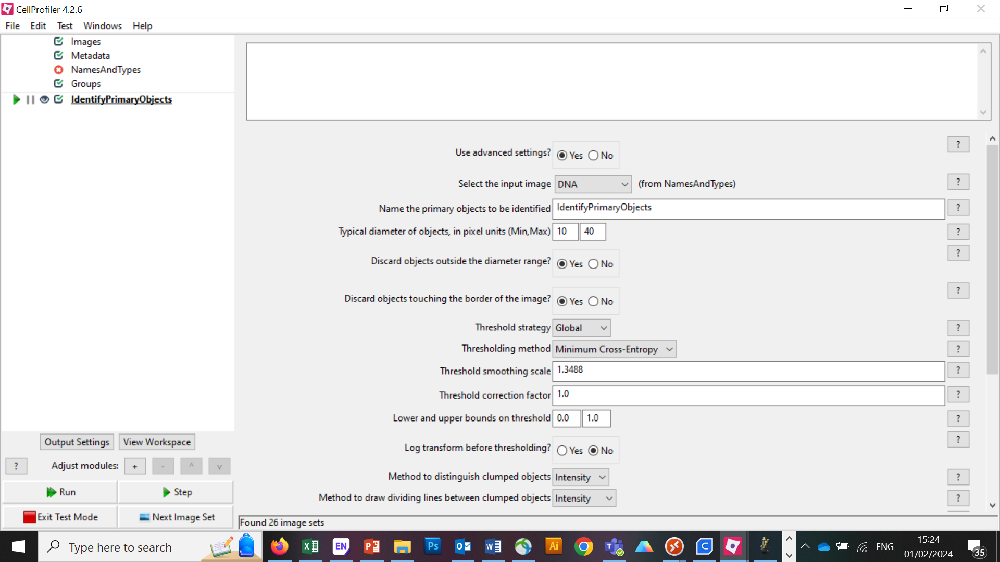 CellProfiler 4.2.6
File Edit Test Windows Help
Images
Metadata
NamesAndTypes
Groups
IdentifyPrimaryObjects
Use advanced settings? Yes No ?
Select the input image DNA (from NamesAndTypes) ?
Name the primary objects to be identified IdentifyPrimaryObjects ?
Typical diameter of objects, in pixel units (Min,Max) 10 40 ?
Discard objects outside the diameter range? Yes No ?
Discard objects touching the border of the image? Yes No ?
Threshold strategy Global ?
Thresholding method Minimum Cross-Entropy ?
Threshold smoothing scale 1.3488 ?
Threshold correction factor 1.0 ?
Lower and upper bounds on threshold 0.0 1.0 ?
Log transform before thresholding? Yes No ?
Method to distinguish clumped objects Intensity ?
Method to draw dividing lines between clumped objects Intensity ?
Output Settings View Workspace
? Adjust modules: + - ^ v
Run Step
Exit Test Mode Next Image Set
Found 26 image sets
Type here to search
EN Ps Ai
ENG
15:24
01/02/2024
35